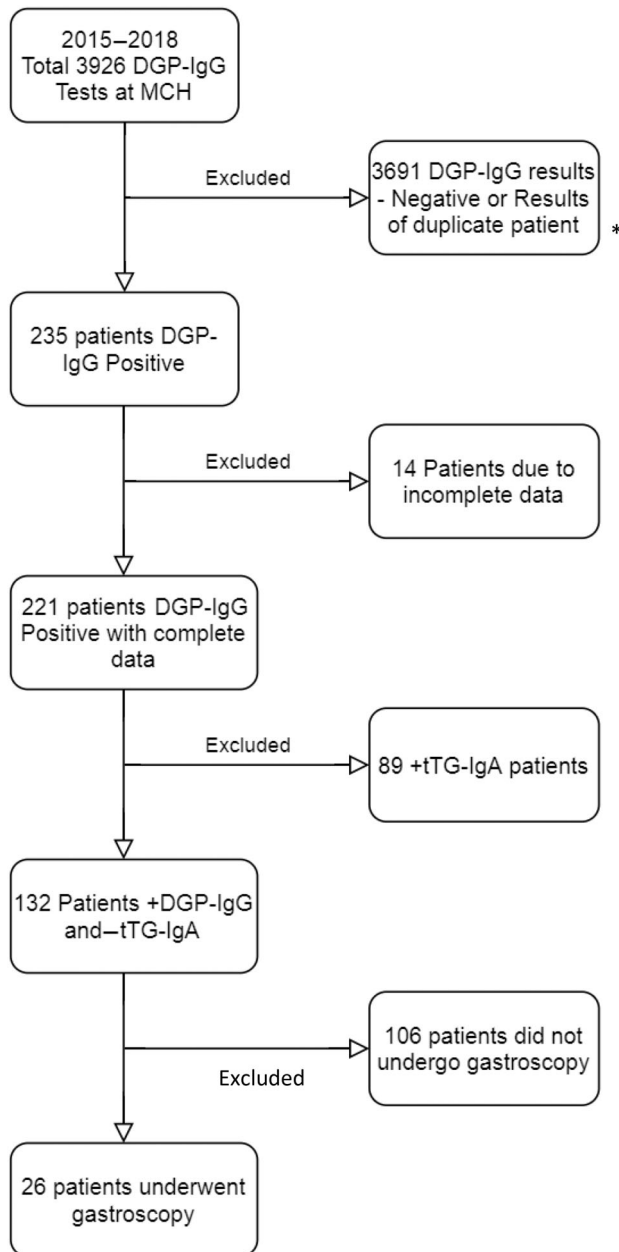 2015–2018
Total 3926 DGP-IgG
Tests at MCH
Excluded
3691 DGP-IgG results
- Negative or Results
of duplicate patient
*
235 patients DGP-
IgG Positive
Excluded
14 Patients due to
incomplete data
221 patients DGP-IgG
Positive with complete
data
Excluded
89 +tTG-IgA patients
132 Patients +DGP-IgG
and–tTG-IgA
Excluded
106 patients did not
undergo gastroscopy
26 patients underwent
gastroscopy